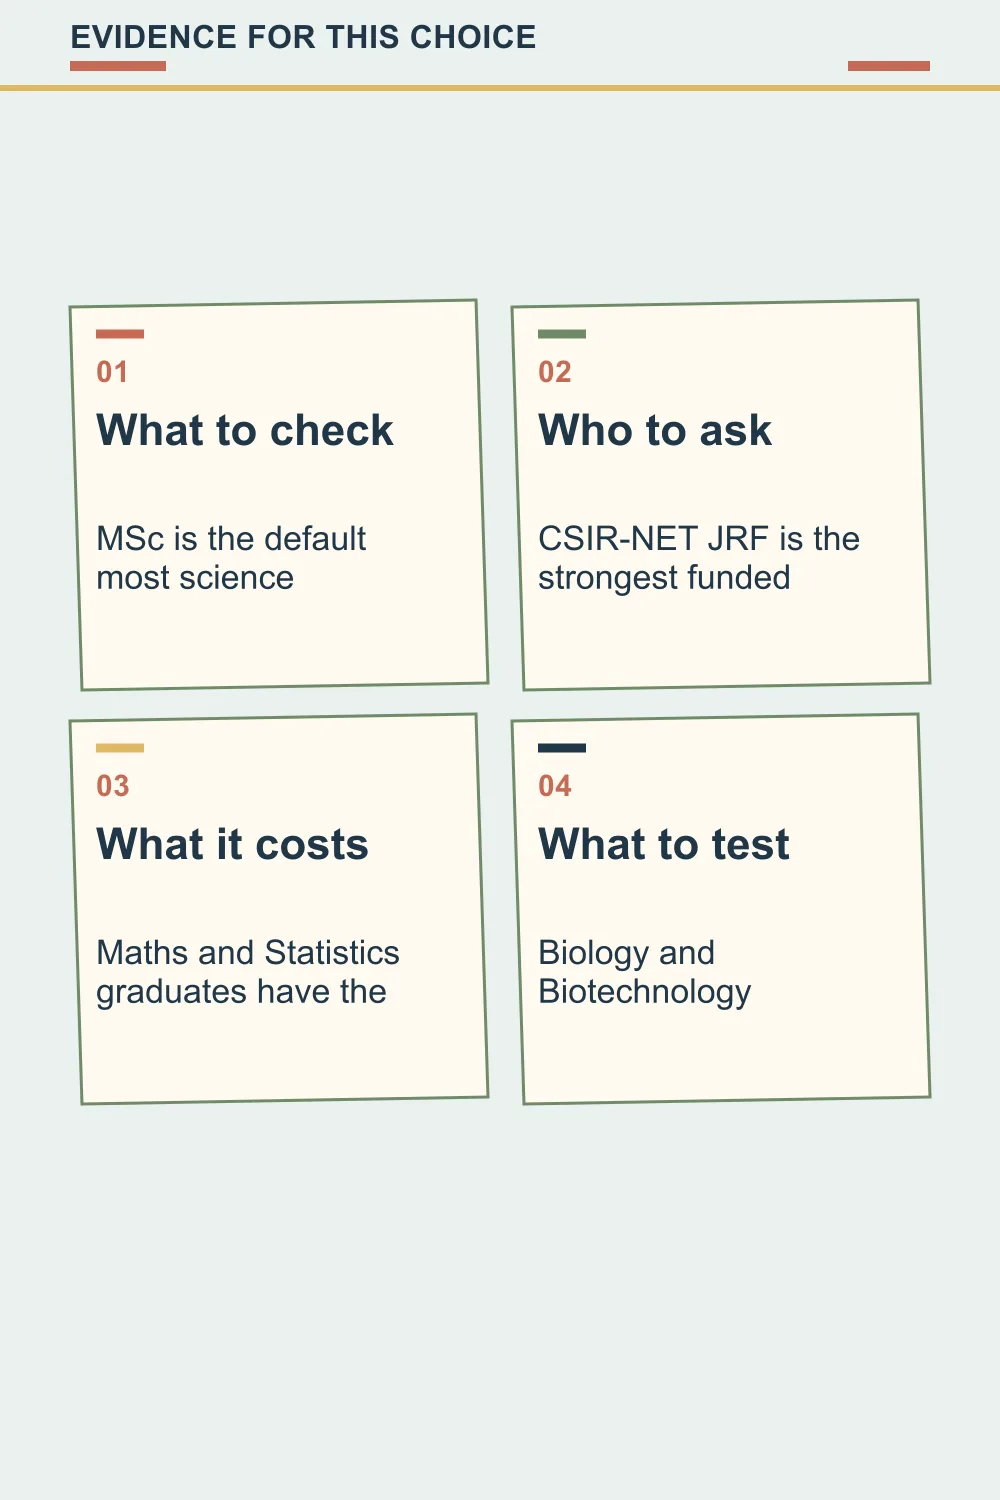 EVIDENCE FOR THIS CHOICE
01
What to check
MSc is the default
most science
02
Who to ask
CSIR-NET JRF is the
strongest funded
03
What it costs
Maths and Statistics
graduates have the
04
What to test
Biology and
Biotechnology